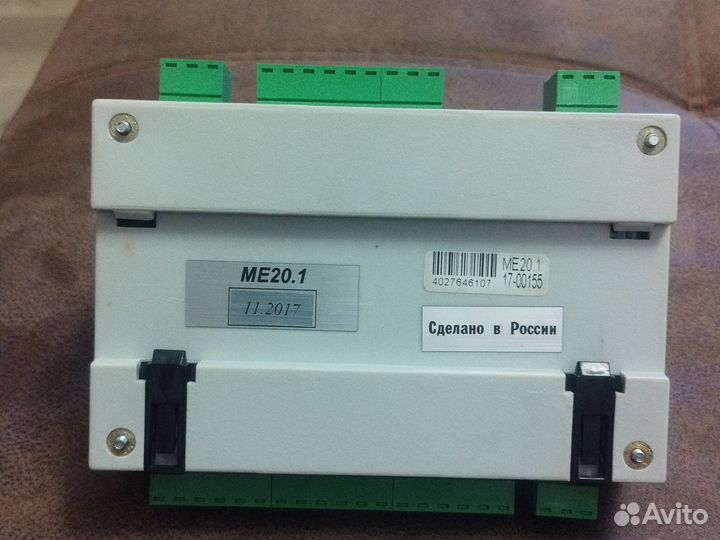 ME20.1
11.2017
4027646107
ME20.1
17-00155
Сделано в России
Avito